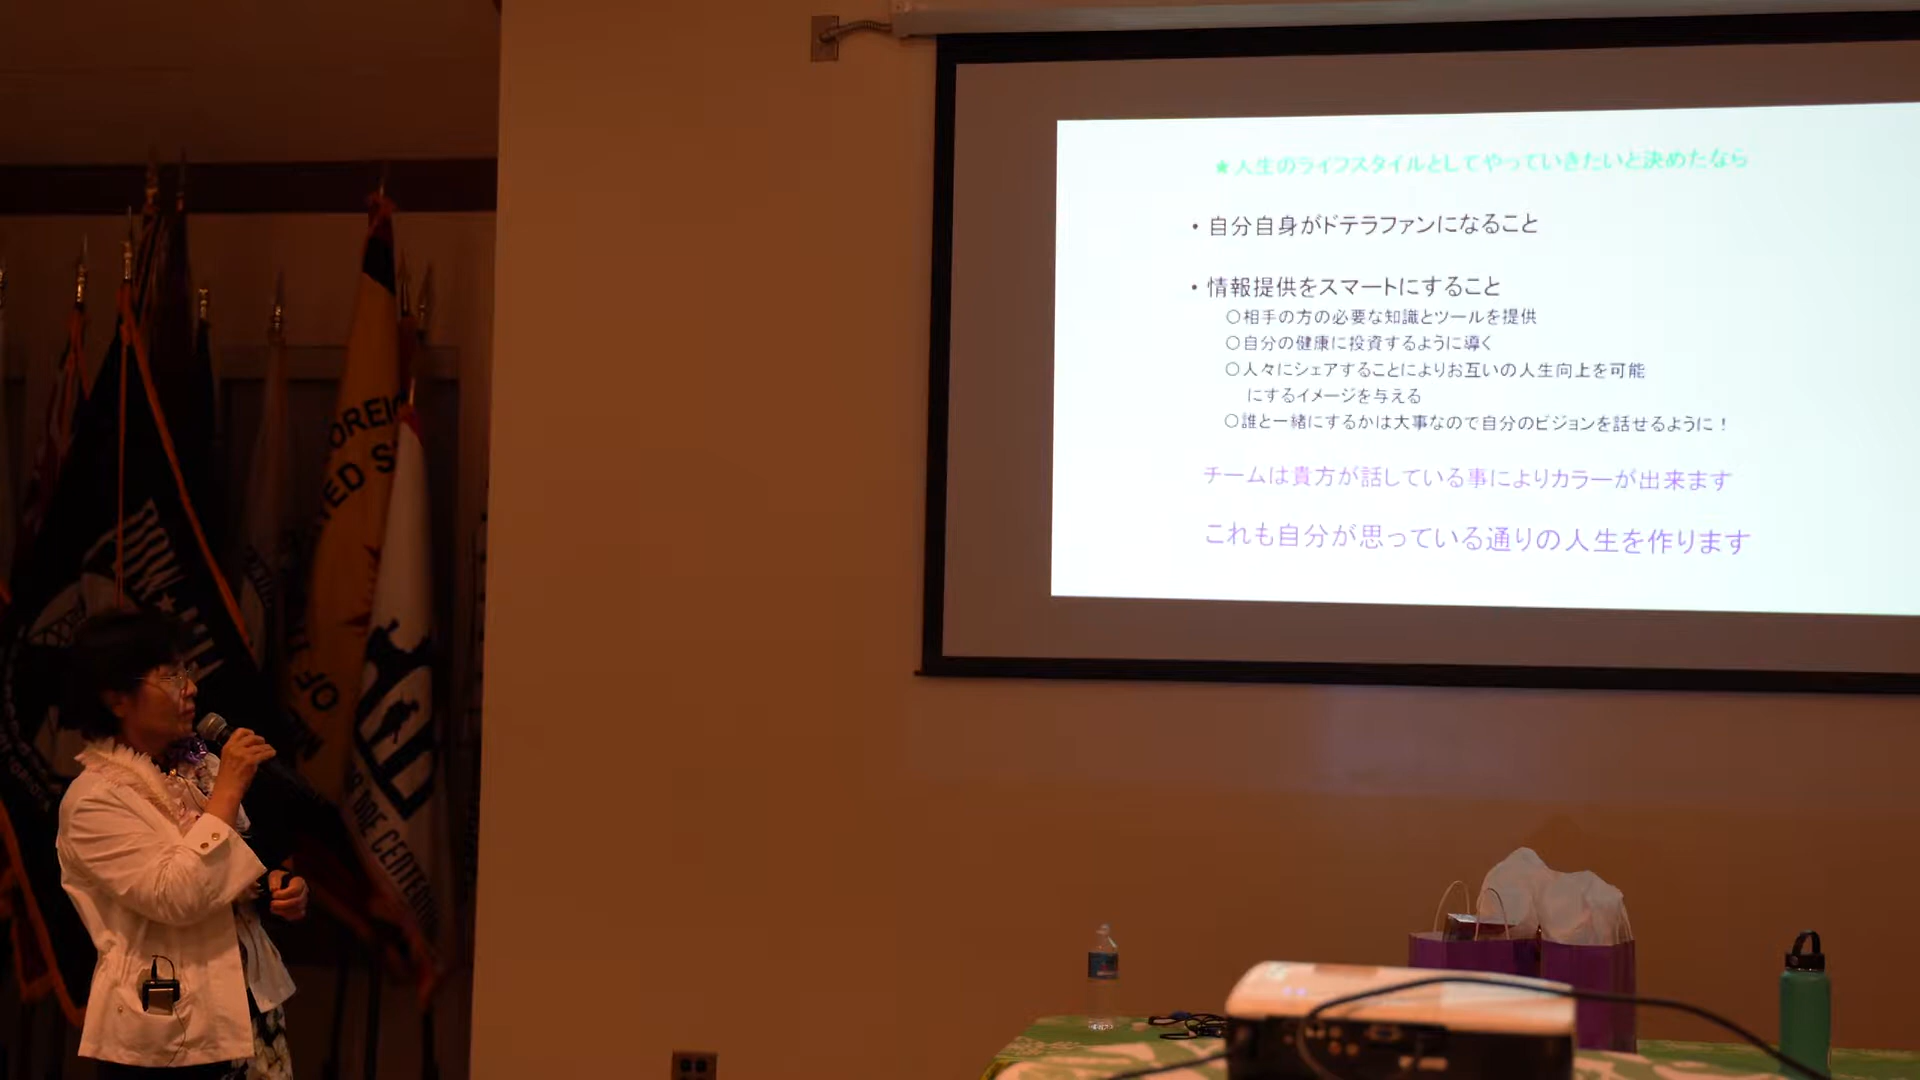 ★人生のライフスタイルとしてやっていきたいと決めたなら
・自分自身がドテラファンになること
・情報提供をスマートにすること
○相手の方の必要な知識とツールを提供
○自分の健康に投資するように導く
○人々にシェアすることによりお互いの人生向上を可能
にするイメージを与える
○誰と一緒にするかは大事なので自分のビジョンを話せるように！
チームは貴方が話している事によりカラーが出来ます
これも自分が思っている通りの人生を作ります
POW★MIA
OF THE